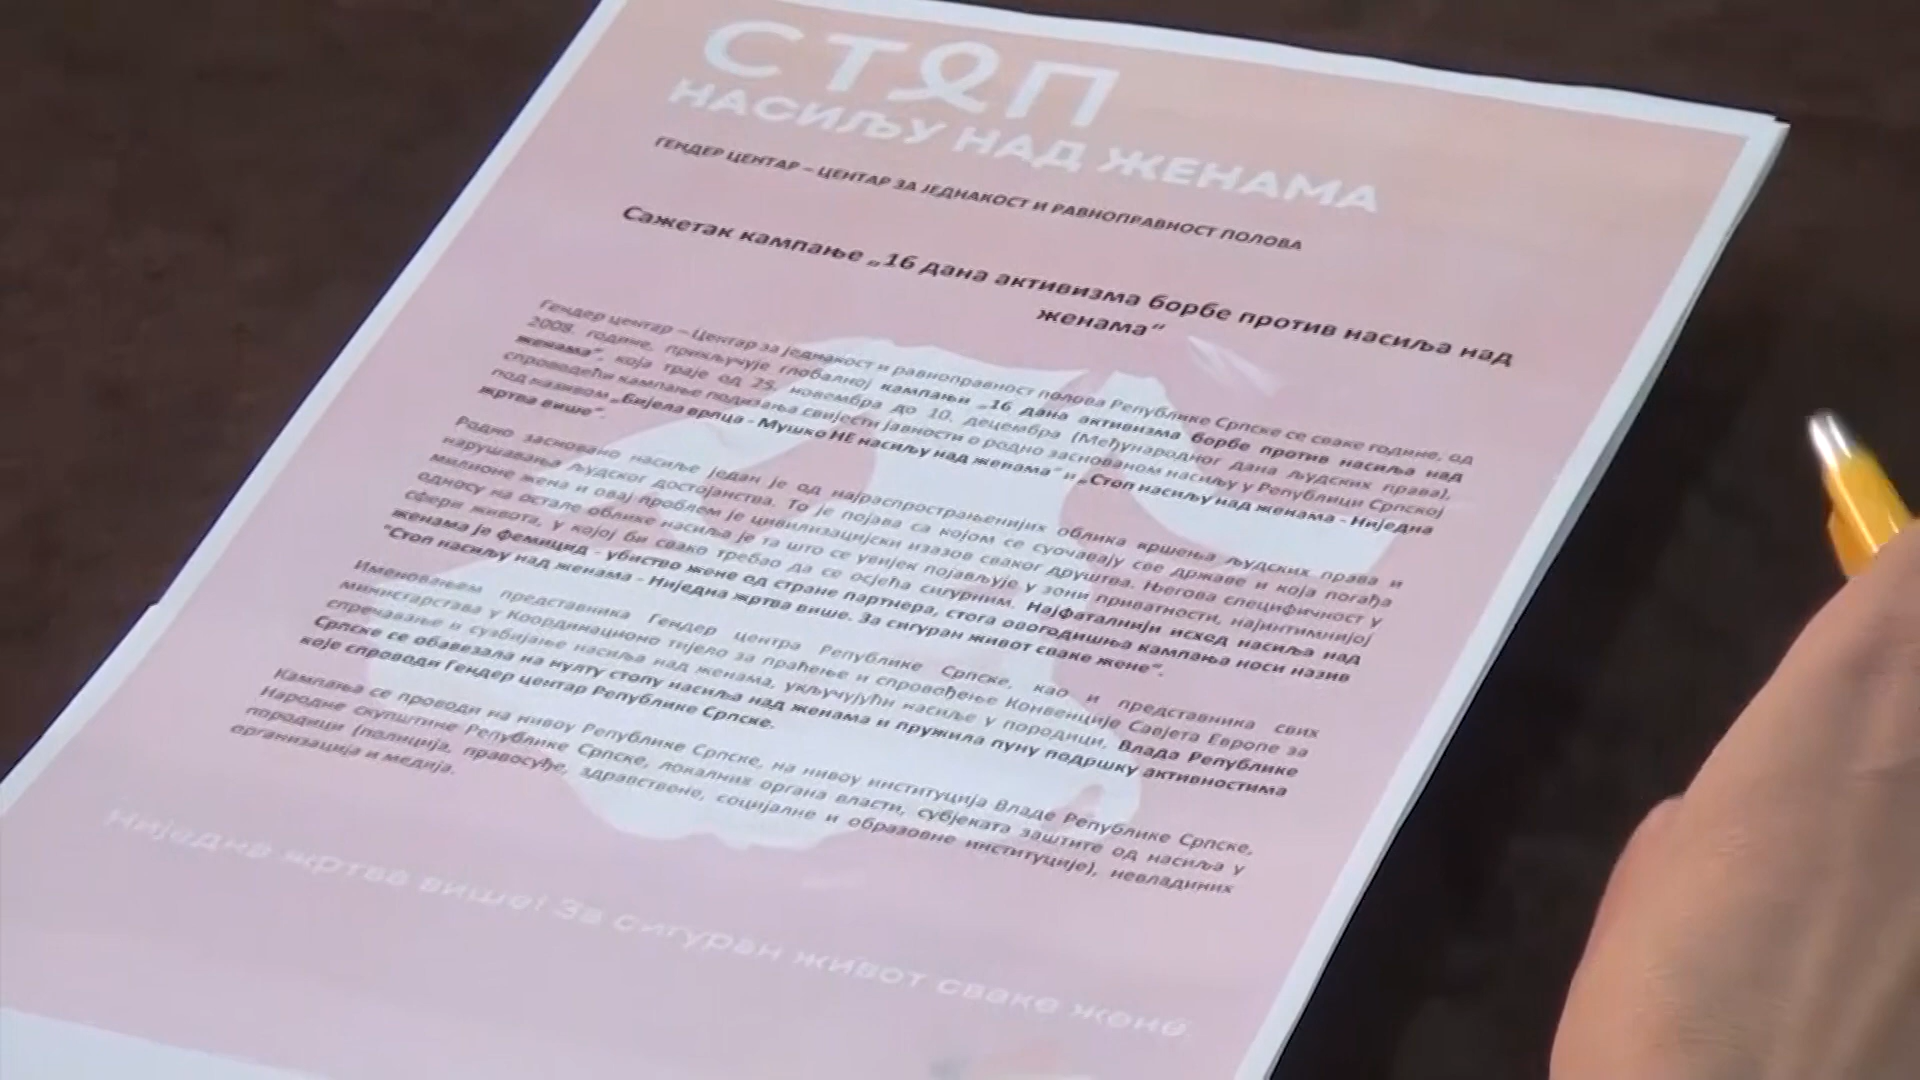 СТОП
НАСИЉУ НАД ЖЕНАМА
ГЕНДЕР ЦЕНТАР – ЦЕНТАР ЗА ЈЕДНАКОСТ И РАВНОПРАВНОСТ ПОЛОВА
Сажетак кампање „16 дана активизма борбе против насиља над
женама“
Гендер центар – Центар за једнакост и равноправност полова Републике Српске се сваке године, од
2008. године, прикључује глобалној кампањи „16 дана активизма борбе против насиља над
женама“, која траје од 25. новембра до 10. децембра (Међународног дана људских права),
спроводећи кампање подизања свијести јавности о родно заснованом насиљу у Републици Српској
под називом „Бијела врпца - Мушко НЕ насиљу над женама“ и „Стоп насиљу над женама - Ниједна
жртва више“.
Родно засновано насиље један је од најраспрострањенијих облика кршења људских права и
нарушавања људског достојанства. То је појава са којом се суочавају све државе и која погађа
милионе жена и овај проблем је цивилизацијски изазов сваког друштва. Његова специфичност у
односу на остале облике насиља је та што се увијек појављује у зони приватности, најинтимнијој
сфери живота, у којој би свако требао да се осјећа сигурним. Најфаталнији исход насиља над
женама је фемицид - убиство жене од стране партнера, стога овогодишња кампања носи назив
"Стоп насиљу над женама - Ниједна жртва више. За сигуран живот сваке жене“.
Именовањем представника Гендер центра Републике Српске, као и представника свих
министарстава у Координационо тијело за праћење и спровођење Конвенције Савјета Европе за
спречавање и сузбијање насиља над женама, укључујући насиље у породици, Влада Републике
Српске се обавезала на нулту стопу насиља над женама и пружила пуну подршку активностима
које спроводи Гендер центар Републике Српске.
Кампања се проводи на нивоу Републике Српске, на нивоу институција Владе Републике Српске,
Народне скупштине Републике Српске, локалних органа власти, субјеката заштите од насиља у
породици (полиција, правосуђе, здравствене, социјалне и образовне институције), невладиних
организација и медија.
Ниједна жртва више! За сигуран живот сваке жене.